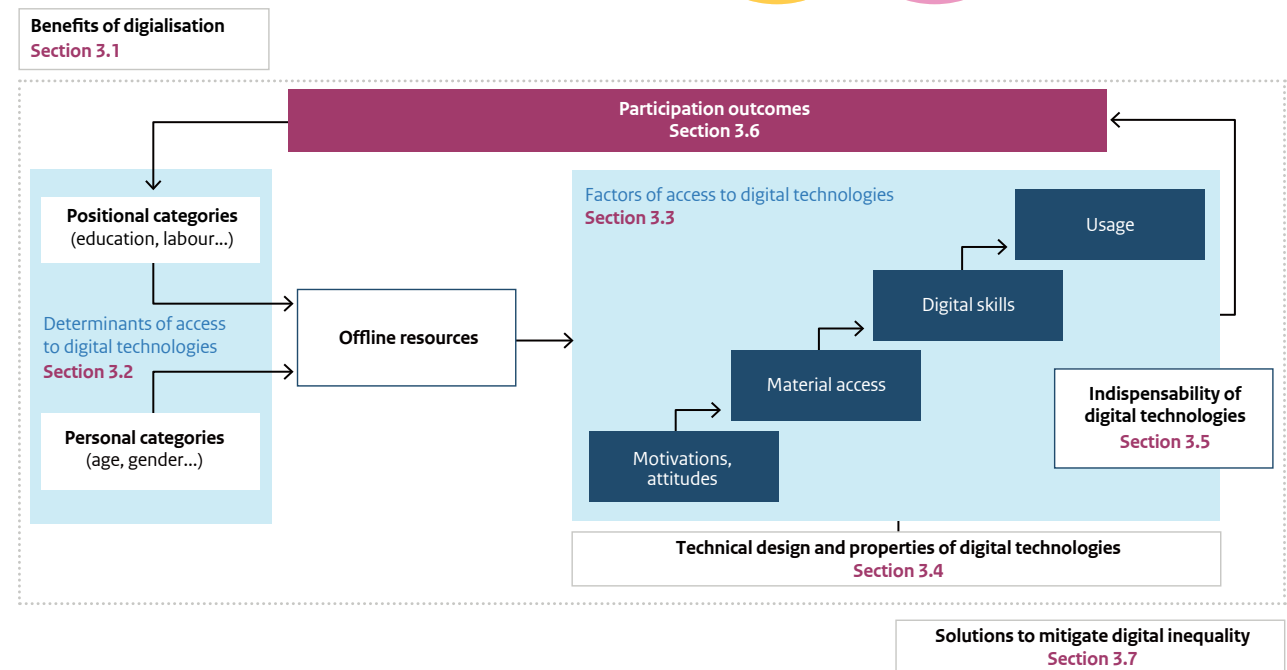 Benefits of digialisation
Section 3.1
Participation outcomes
Section 3.6
Positional categories
(education, labour...)
Determinants of access
to digital technologies
Section 3.2
Personal categories
(age, gender...)
Offline resources
Factors of access to digital technologies
Section 3.3
Usage
Digital skills
Material access
Motivations,
attitudes
Indispensability of
digital technologies
Section 3.5
Technical design and properties of digital technologies
Section 3.4
Solutions to mitigate digital inequality
Section 3.7